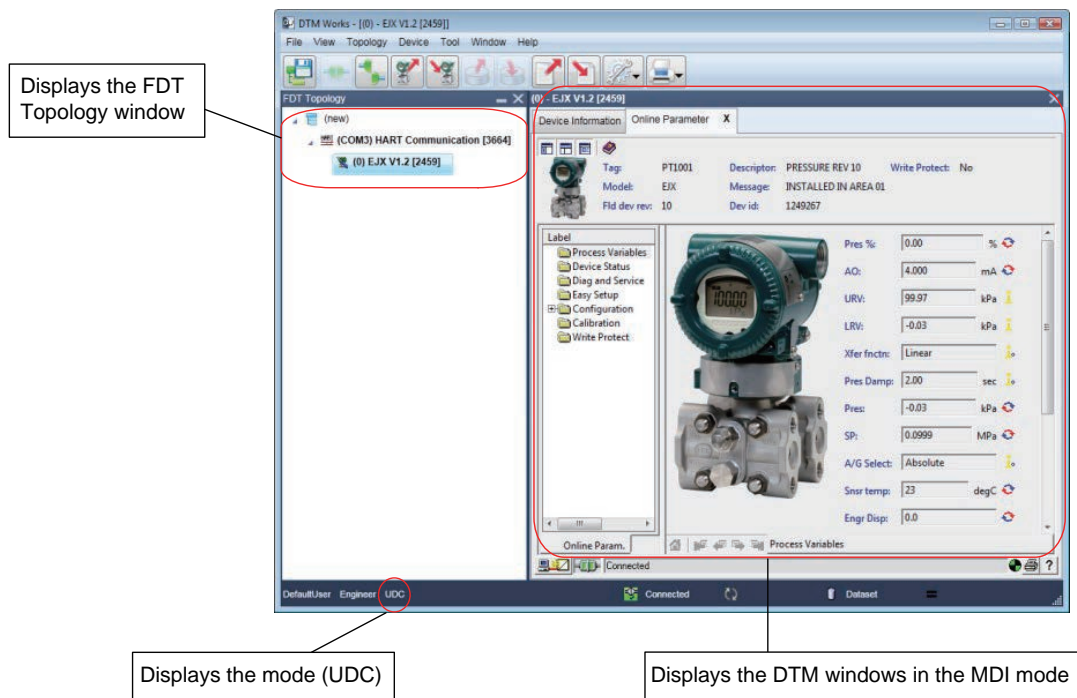 Displays the FDT
Topology window
DTM Works - [(0) - EJX V1.2 [2459]]
File View Topology Device Tool Window Help
FDT Topology
(new)
(COM3) HART Communication [3664]
(0) EJX V1.2 [2459]
(0) - EJX V1.2 [2459]
Device Information Online Parameter X
Tag: PT1001 Descriptor: PRESSURE REV 10 Write Protect: No
Model: EJX Message: INSTALLED IN AREA 01
Fld dev rev: 10 Dev id: 1249267
Label
Process Variables
Device Status
Diag and Service
Easy Setup
Configuration
Calibration
Write Protect
Online Param.
100.00
Pres %: 0.00 %
AO: 4.000 mA
URV: 99.97 kPa
LRV: -0.03 kPa
Xfer fnctn: Linear
Pres Damp: 2.00 sec
Pres: -0.03 kPa
SP: 0.0999 MPa
A/G Select: Absolute
Snsr temp: 23 degC
Engr Disp: 0.0
Process Variables
Connected
?
DefaultUser Engineer UDC Connected Dataset
Displays the mode (UDC)
Displays the DTM windows in the MDI mode